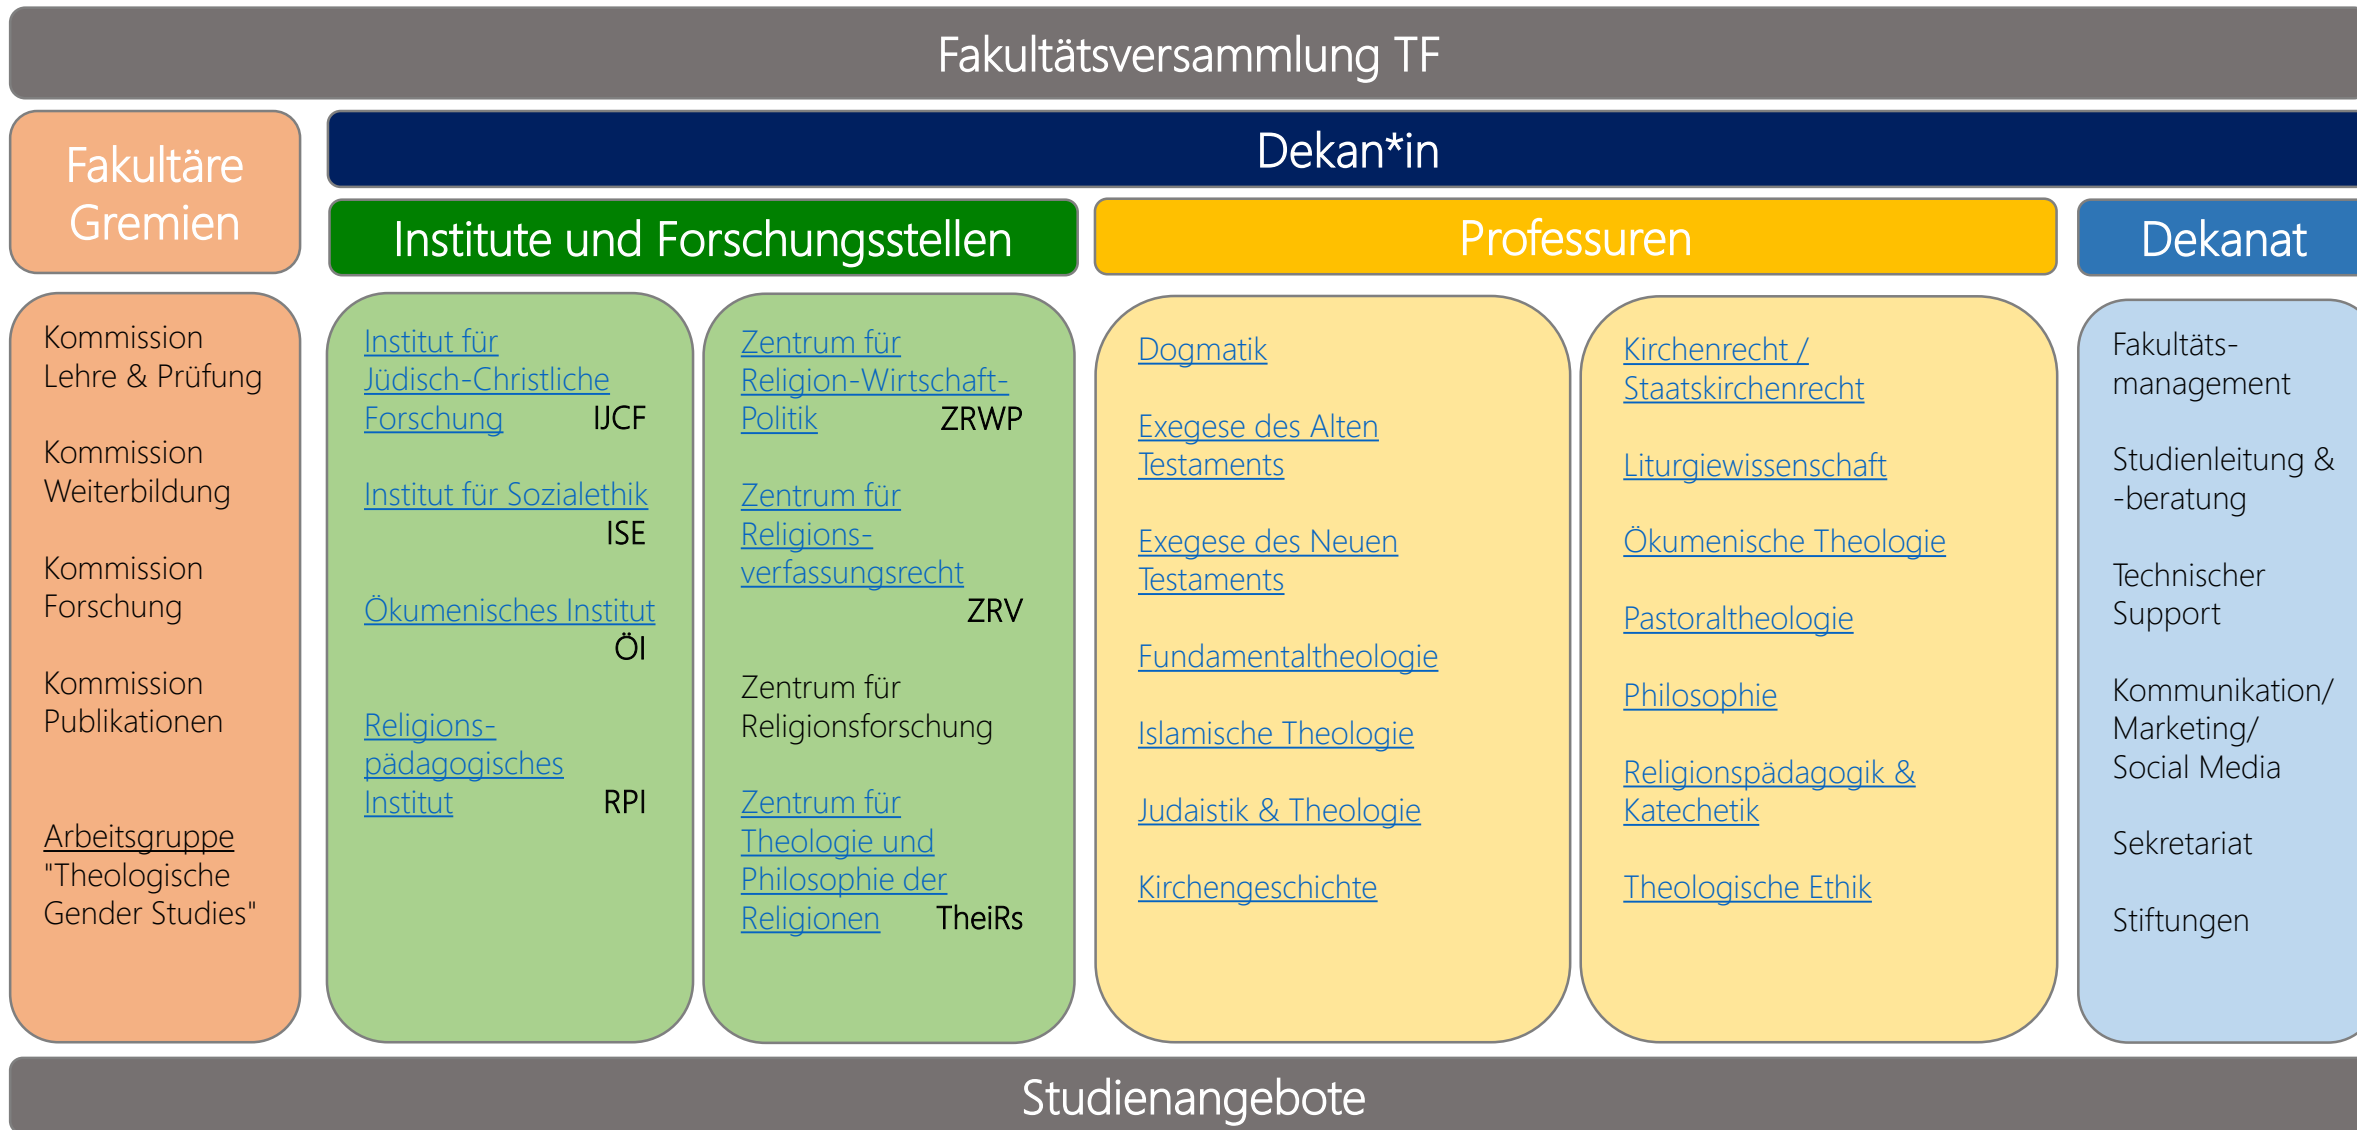 Fakultätsversammlung TF
Fakultäre
Gremien
Dekan*in
Institute und Forschungsstellen
Professuren
Dekanat
Kommission
Lehre & Prüfung
Kommission
Weiterbildung
Kommission
Forschung
Kommission
Publikationen
Arbeitsgruppe
"Theologische
Gender Studies"
Institut für
Jüdisch-Christliche
Forschung IJCF
Institut für Sozialethik
ISE
Ökumenisches Institut
ÖI
Religions-
pädagogisches
Institut RPI
Zentrum für
Religion-Wirtschaft-
Politik ZRWP
Zentrum für
Religions-
verfassungsrecht
ZRV
Zentrum für
Religionsforschung
Zentrum für
Theologie und
Philosophie der
Religionen TheiRs
Dogmatik
Exegese des Alten
Testaments
Exegese des Neuen
Testaments
Fundamentaltheologie
Islamische Theologie
Judaistik & Theologie
Kirchengeschichte
Kirchenrecht /
Staatskirchenrecht
Liturgiewissenschaft
Ökumenische Theologie
Pastoraltheologie
Philosophie
Religionspädagogik &
Katechetik
Theologische Ethik
Fakultäts-
management
Studienleitung &
-beratung
Technischer
Support
Kommunikation/
Marketing/
Social Media
Sekretariat
Stiftungen
Studienangebote